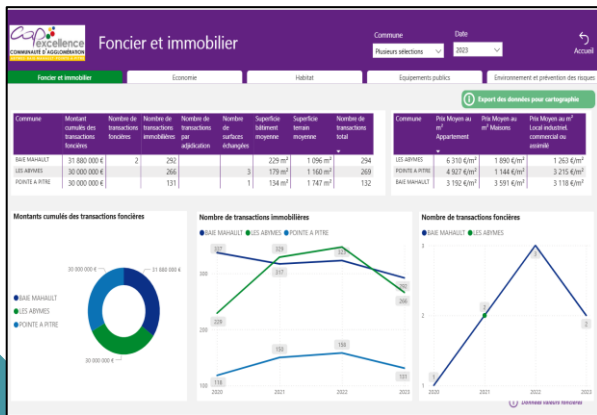 Cap
excellence
COMMUNAUTÉ D'AGGLOMÉRATION
Foncier et immobilier
Commune
Plusieurs sélections
Date
2023
Accueil
Foncier et immobilier
Economie
Habitat
Equipements publics
Environnement et prévention des risques
Export des données pour cartographie
Commune Montant cumulés des transactions foncières Nombre de transactions foncières Nombre de transactions immobilières Nombre de transactions par adjudication Nombre de surfaces échangées Superficie bâtiment moyenne Superficie terrain moyenne Nombre de transactions total
BAIE MAHAULT 31 880 000 € 2 292 229 m² 1 096 m² 294
LES ABYMES 30 000 000 € 266 3 179 m² 1 160 m² 269
POINTE A PITRE 30 000 000 € 131 1 134 m² 1 747 m² 132
Commune Prix Moyen au m² Appartement Prix Moyen au m² Maisons Prix Moyen au m² Local industriel. commercial ou assimilé
LES ABYMES 6 310 €/m² 1 890 €/m² 1 263 €/m²
POINTE A PITRE 4 927 €/m² 1 144 €/m² 3 215 €/m²
BAIE MAHAULT 3 192 €/m² 3 591 €/m² 3 118 €/m²
Montants cumulés des transactions foncières
30 000 000 €
31 880 000 €
BAIE MAHAULT
LES ABYMES
POINTE A PITRE
30 000 000 €
Nombre de transactions immobilières
BAIE MAHAULT LES ABYMES POINTE A PITRE
337
329
317
323
292
266
300
228
200
150
158
131
116
100
2020 2021 2022 2023
Nombre de transactions foncières
BAIE MAHAULT LES ABYMES
3
3
2
2
2
1
1
2020 2021 2022 2023
Données valeurs foncières